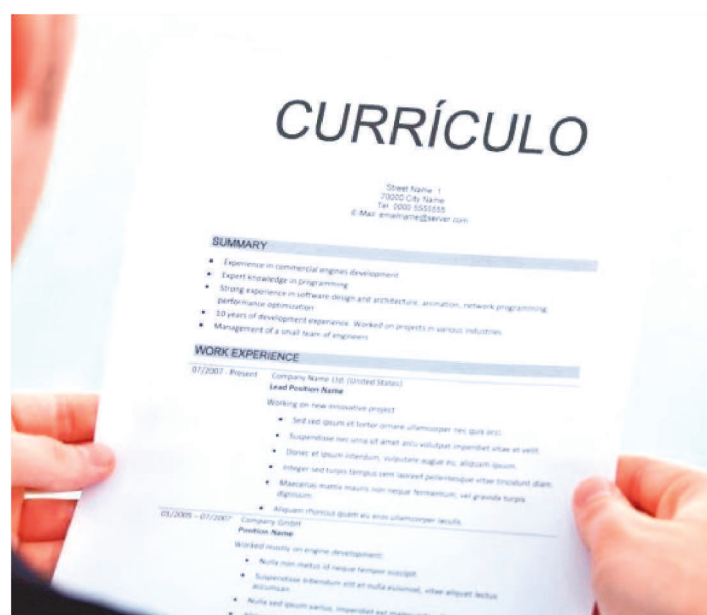 CURRÍCULO
Street Name 1
70000 City Name
Tel. 0000 5555555
E-Mail: emailname@server.com
SUMMARY
• Experience in commercial engines development
• Expert knowledge in programming
• Strong experience in software design and architecture, animation, network programming,
performance optimization
• 10 years of development experience. Worked on projects in various industries
• Management of a small team of engineers
WORK EXPERIENCE
07/2007 - Present Company Name Ltd. (United States)
Lead Position Name
Working on new innovative project
• Sed sed ipsum et tortor ornare ullamcorper nec quis orci.
• Suspendisse nec urna sit amet arcu volutpat imperdiet vitae et velit.
• Donec et ipsum interdum, vulputate augue eu, aliquam ipsum.
• Integer sed turpis tempus sem laoreet pellentesque vitae tincidunt diam.
• Maecenas mattis mauris non neque fermentum, vel gravida turpis
dignissim.
• Aliquam rhoncus quam eu eros ullamcorper iaculis.
01/2005 – 07/2007 Company GmbH
Position Name
Worked mostly on engine development:
• Nulla non metus id neque tempor suscipit.
• Suspendisse bibendum elit et nulla euismod, vitae aliquet lectus
accumsan.
• Nulla sed ipsum varius, imperdiet est